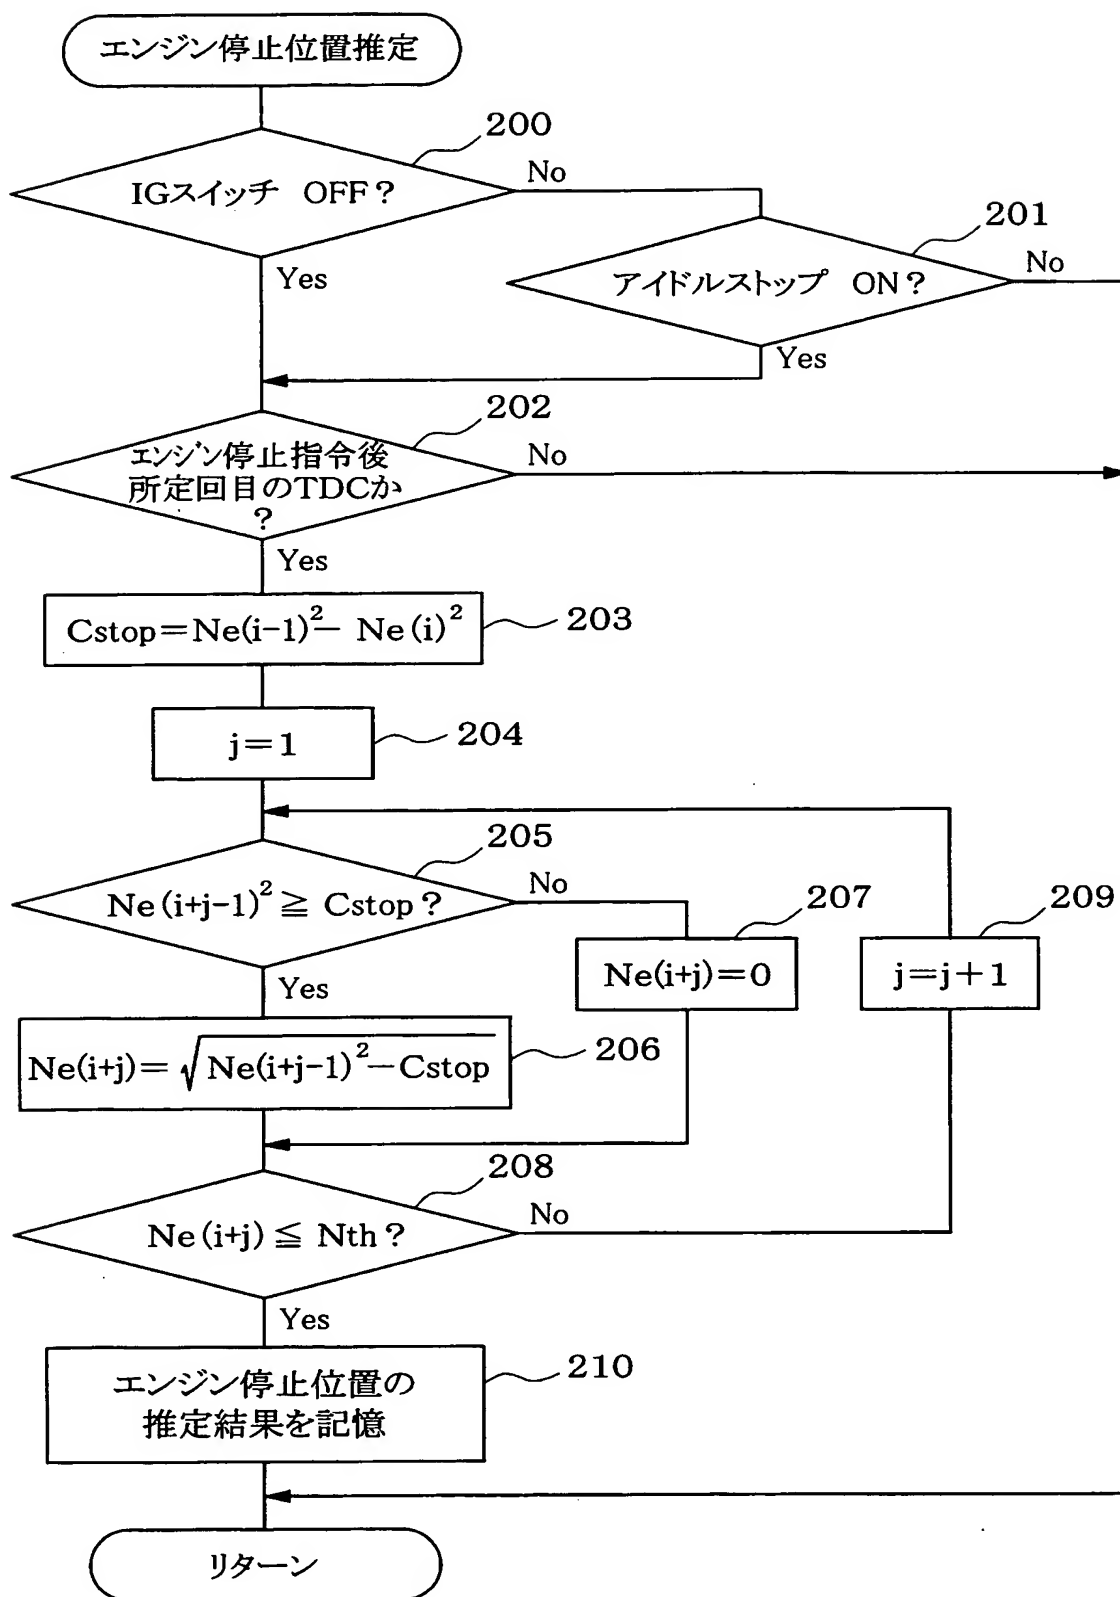 エンジン停止位置推定
200
IGスイッチ OFF?
No
Yes
201
アイドルストップ ON?
No
Yes
202
エンジン停止指令後
所定回目のTDCか
?
No
Yes
Cstop=Ne(i-1)²- Ne(i)²
203
j=1
204
205
Ne(i+j-1)² ≧ Cstop?
No
Yes
207
Ne(i+j)=0
209
j=j+1
Ne(i+j)=√Ne(i+j-1)²-Cstop
206
208
Ne(i+j) ≦ Nth?
No
Yes
エンジン停止位置の
推定結果を記憶
210
リターン